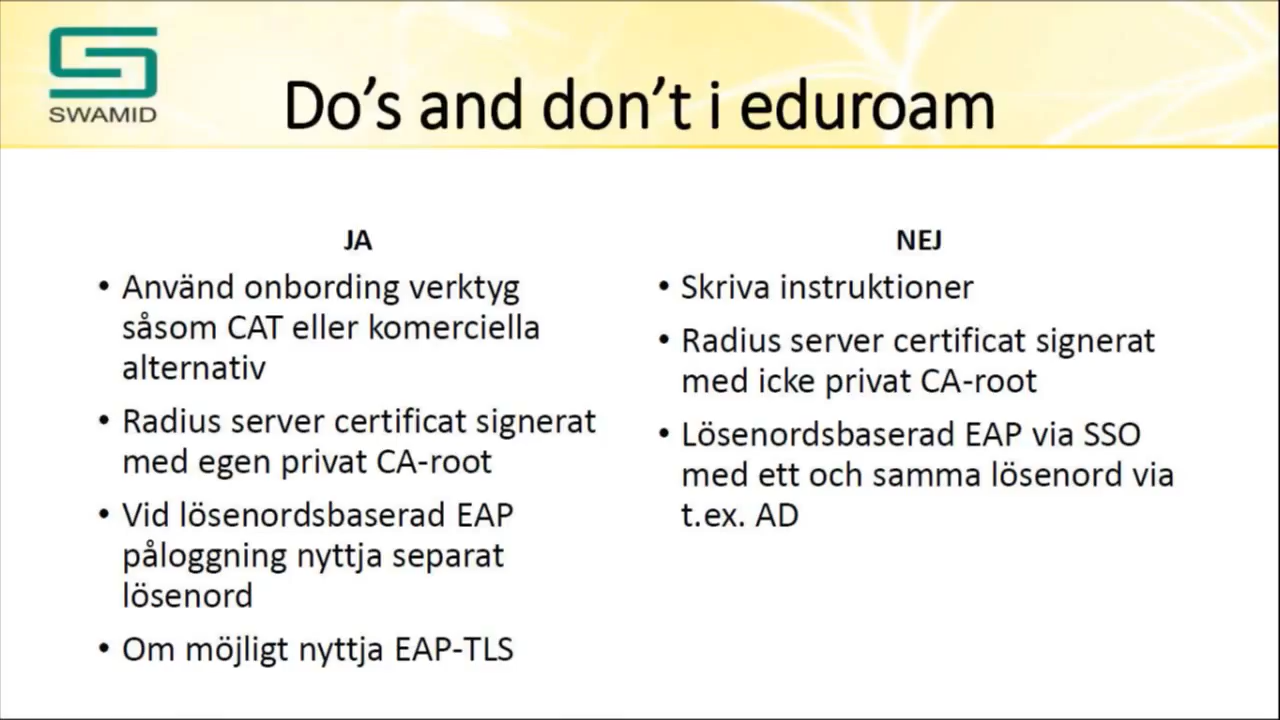 SWAMID
Do’s and don’t i eduroam
JA
• Använd onbording verktyg
såsom CAT eller komerciella
alternativ
• Radius server certificat signerat
med egen privat CA-root
• Vid lösenordsbaserad EAP
påloggning nyttja separat
lösenord
• Om möjligt nyttja EAP-TLS
NEJ
• Skriva instruktioner
• Radius server certificat signerat
med icke privat CA-root
• Lösenordsbaserad EAP via SSO
med ett och samma lösenord via
t.ex. AD